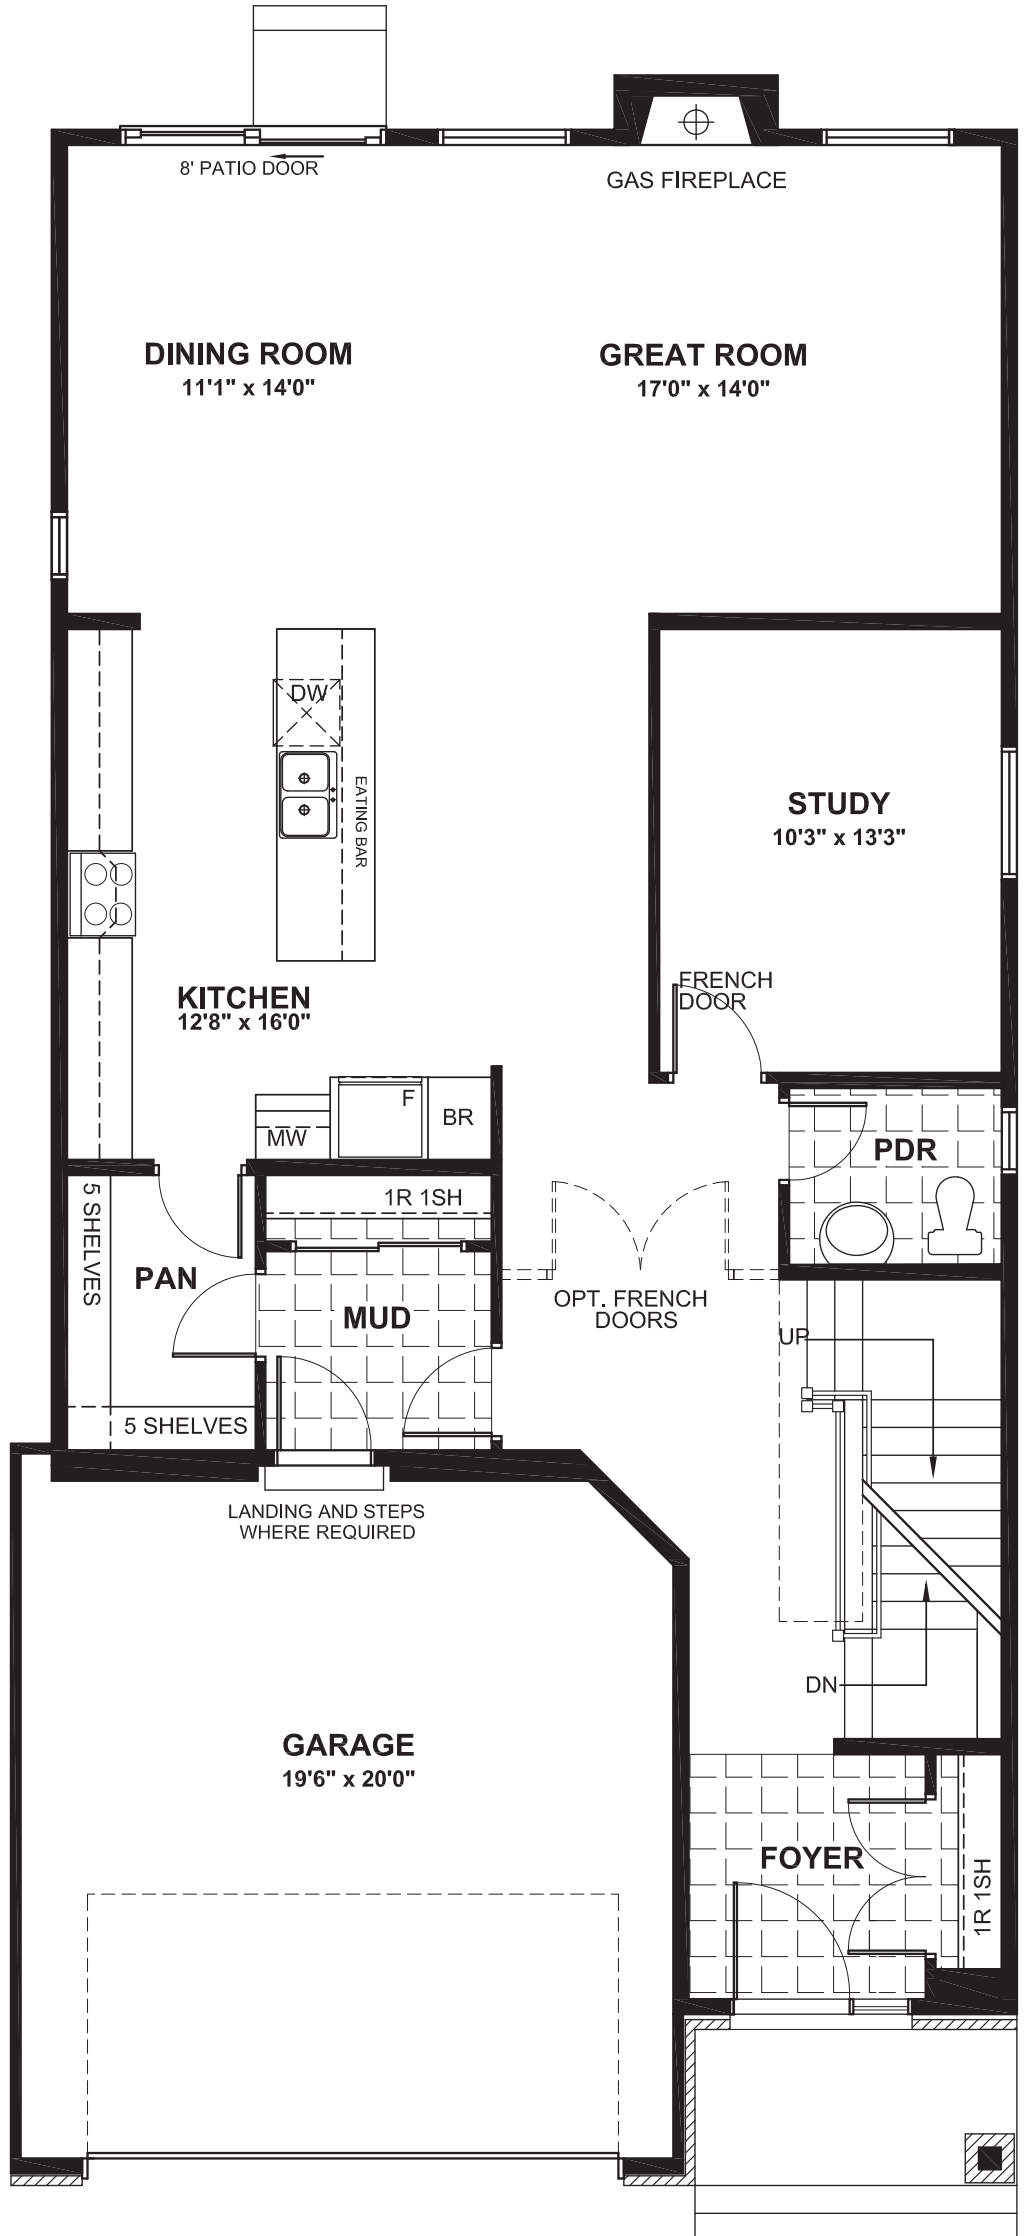 8' PATIO DOOR
GAS FIREPLACE
DINING ROOM
11'1" x 14'0"
GREAT ROOM
17'0" x 14'0"
DW
EATING BAR
STUDY
10'3" x 13'3"
FRENCH
DOOR
KITCHEN
12'8" x 16'0"
F
BR
MW
PDR
5 SHELVES
1R 1SH
PAN
MUD
OPT. FRENCH
DOORS
UP
5 SHELVES
LANDING AND STEPS
WHERE REQUIRED
DN
GARAGE
19'6" x 20'0"
FOYER
1R 1SH